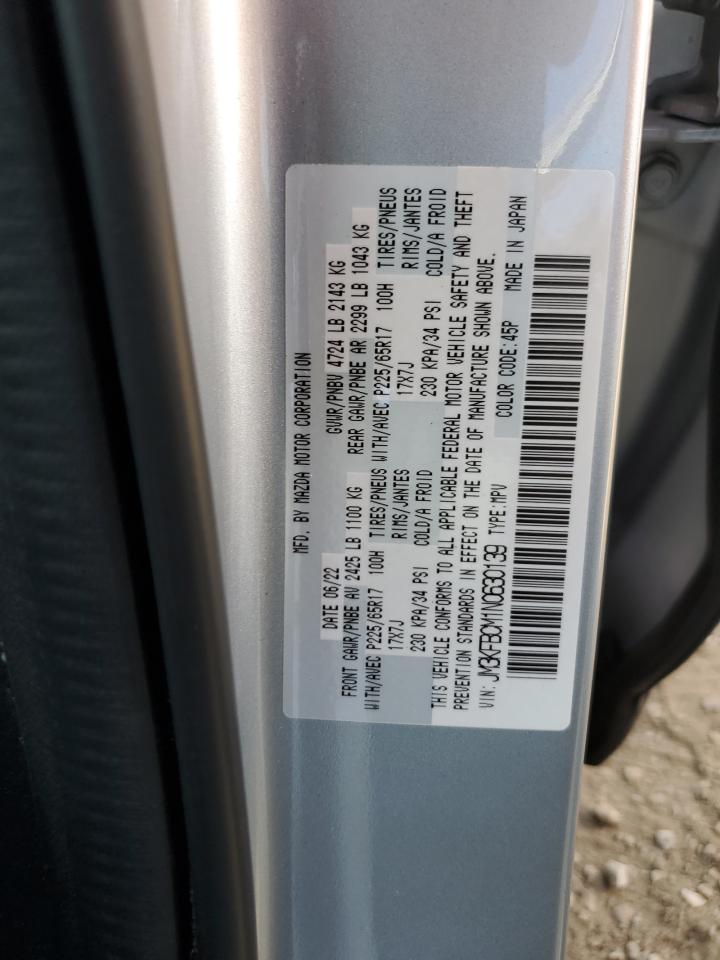 MFD. BY MAZDA MOTOR CORPORATION
DATE 06/22 GVWR/PNBV 4724 LB 2143 KG
FRONT GAWR/PNBE AV 2425 LB 1100 KG REAR GAWR/PNBE AR 2299 LB 1043 KG
WITH/AVEC P225/65R17 100H TIRES/PNEUS WITH/AVEC P225/65R17 100H TIRES/PNEUS
17X7J RIMS/JANTES 17X7J RIMS/JANTES
230 KPA/34 PSI COLD/A FROID 230 KPA/34 PSI COLD/A FROID
THIS VEHICLE CONFORMS TO ALL APPLICABLE FEDERAL MOTOR VEHICLE SAFETY AND THEFT
PREVENTION STANDARDS IN EFFECT ON THE DATE OF MANUFACTURE SHOWN ABOVE.
VIN: JM3KFBCM1N0630139 TYPE:MPV COLOR CODE:45P MADE IN JAPAN